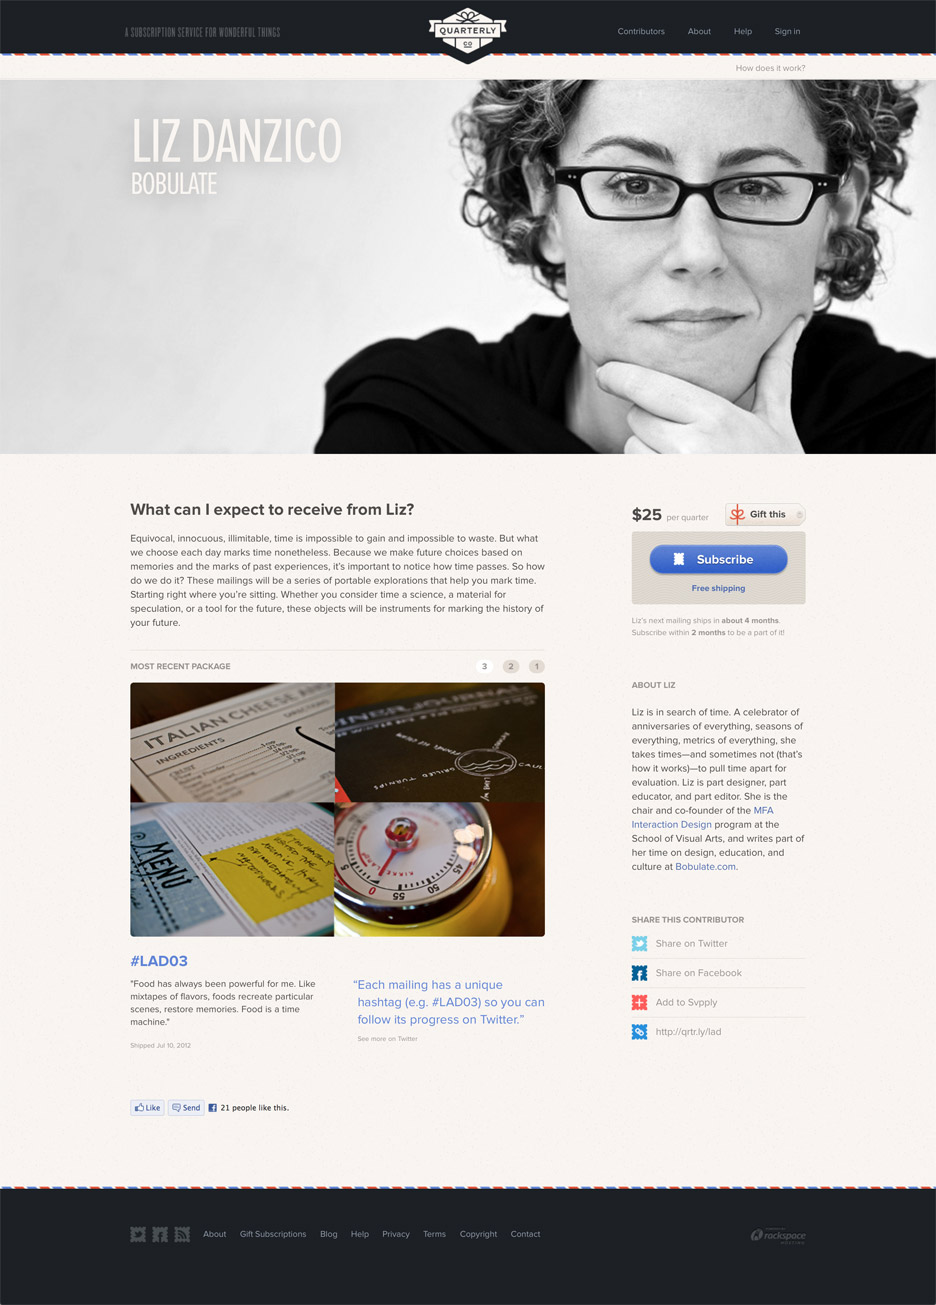 A SUBSCRIPTION SERVICE FOR WONDERFUL THINGS
QUARTERLY
CO
Contributors About Help Sign in
How does it work?
LIZ DANZICO
BOBULATE
What can I expect to receive from Liz?
Equivocal, innocuous, illimitable, time is impossible to gain and impossible to waste. But what
we choose each day marks time nonetheless. Because we make future choices based on
memories and the marks of past experiences, it's important to notice how time passes. So how
do we do it? These mailings will be a series of portable explorations that help you mark time.
Starting right where you're sitting. Whether you consider time a science, a material for
speculation, or a tool for the future, these objects will be instruments for marking the history of
your future.
MOST RECENT PACKAGE
3 2 1
ITALIAN CHEESE AND
INGREDIENTS
DINNER JOURNAL
GRILLED TURNIPS
MENU
0
55
50
45
#LAD03
"Food has always been powerful for me. Like
mixtapes of flavors, foods recreate particular
scenes, restore memories. Food is a time
machine."
Shipped Jul 10, 2012
“Each mailing has a unique
hashtag (e.g. #LAD03) so you can
follow its progress on Twitter.”
See more on Twitter
Like Send 21 people like this.
$25 per quarter
Gift this
Subscribe
Free shipping
Liz's next mailing ships in about 4 months.
Subscribe within 2 months to be a part of it!
ABOUT LIZ
Liz is in search of time. A celebrator of
anniversaries of everything, seasons of
everything, metrics of everything, she
takes times—and sometimes not (that's
how it works)—to pull time apart for
evaluation. Liz is part designer, part
educator, and part editor. She is the
chair and co-founder of the MFA
Interaction Design program at the
School of Visual Arts, and writes part of
her time on design, education, and
culture at Bobulate.com.
SHARE THIS CONTRIBUTOR
Share on Twitter
Share on Facebook
Add to Svpply
http://qrtr.ly/lad
About Gift Subscriptions Blog Help Privacy Terms Copyright Contact
rackspace
HOSTING